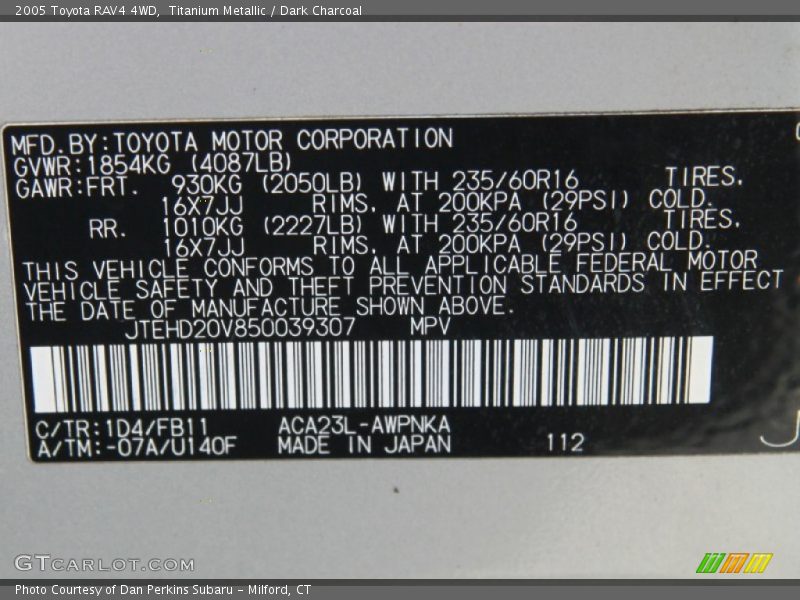 2005 Toyota RAV4 4WD, Titanium Metallic / Dark Charcoal
MFD.BY:TOYOTA MOTOR CORPORATION
GVWR:1854KG (4087LB)
GAWR:FRT. 930KG (2050LB) WITH 235/60R16 TIRES,
16X7JJ RIMS, AT 200KPA (29PSI) COLD.
RR. 1010KG (2227LB) WITH 235/60R16 TIRES,
16X7JJ RIMS, AT 200KPA (29PSI) COLD.
THIS VEHICLE CONFORMS TO ALL APPLICABLE FEDERAL MOTOR
VEHICLE SAFETY AND THEFT PREVENTION STANDARDS IN EFFECT
THE DATE OF MANUFACTURE SHOWN ABOVE.
JTEHD20V850039307 MPV
C/TR:1D4/FB11 ACA23L-AWPNKA
A/TM:-07A/U140F MADE IN JAPAN 112
GTCARLOT.COM
Photo Courtesy of Dan Perkins Subaru - Milford, CT